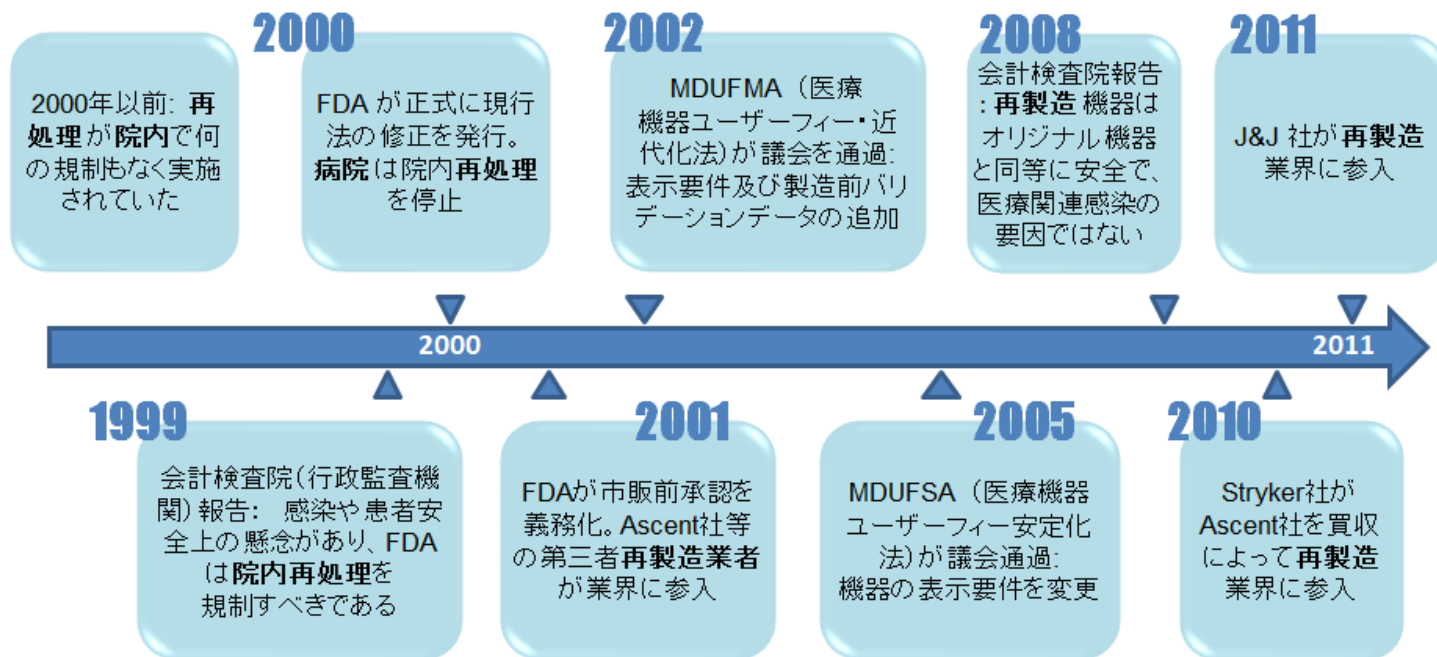 2000年以前: 再
処理が院内で何
の規制もなく実施
されていた
2000
FDA が正式に現行
法の修正を発行。
病院は院内再処理
を停止
2002
MDUFMA (医療
機器ユーザーフィー・近
代化法)が議会を通過:
表示要件及び製造前バリ
デーションデータの追加
2008
会計検査院報告
: 再製造 機器は
オリジナル機器
と同等に安全で、
医療関連感染の
要因ではない
2011
J&J 社が 再製造
業界に参入
2000
2011
1999
会計検査院(行政監査機
関) 報告: 感染や患者安
全上の懸念があり、FDA
は院内再処理を
規制すべきである
2001
FDAが市販前承認を
義務化。Ascent社等
の第三者再製造業者
が業界に参入
2005
MDUFSA (医療機器
ユーザーフィー安定化
法)が議会通過:
機器の表示要件を変更
2010
Stryker社が
Ascent社を買収
によって再製造
業界に参入